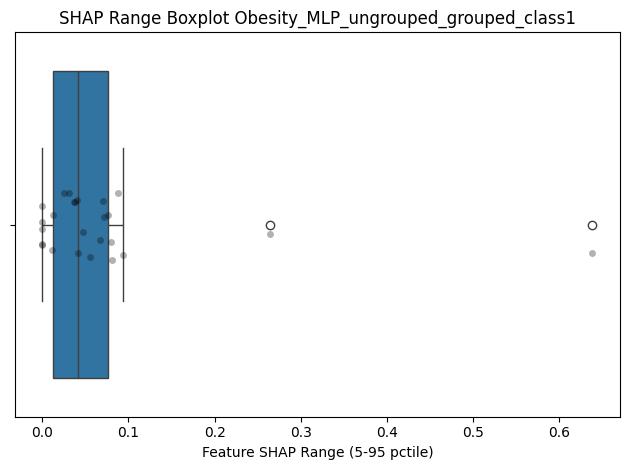 SHAP Range Boxplot Obesity_MLP_ungrouped_grouped_class1
0.0 0.1 0.2 0.3 0.4 0.5 0.6
Feature SHAP Range (5-95 pctile)